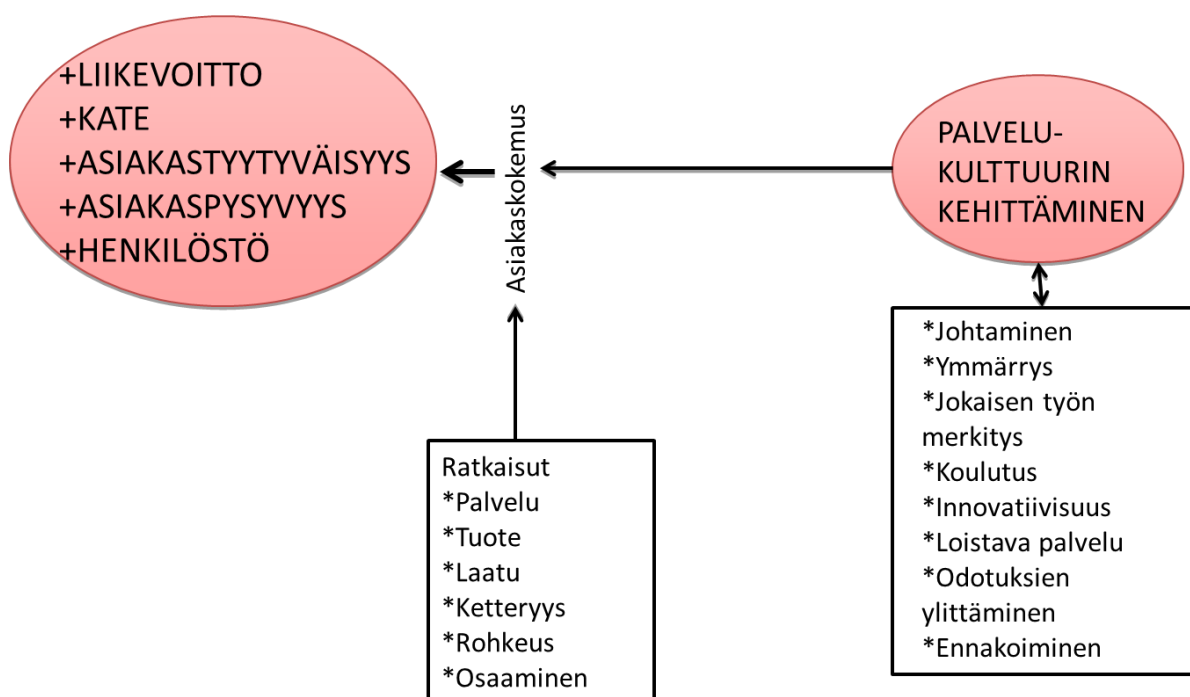 +LIIKEVOITTO
+KATE
+ASIAKASTYYTYVÄISYYS
+ASIAKASPYSYVYYS
+HENKILÖSTÖ
Asiakaskokemus
PALVELU-
KULTTUURIN
KEHITTÄMINEN
Ratkaisut
*Palvelu
*Tuote
*Laatu
*Ketteryys
*Rohkeus
*Osaaminen
*Johtaminen
*Ymmärrys
*Jokaisen työn
merkitys
*Koulutus
*Innovatiivisuus
*Loistava palvelu
*Odotuksien
ylittäminen
*Ennakoiminen